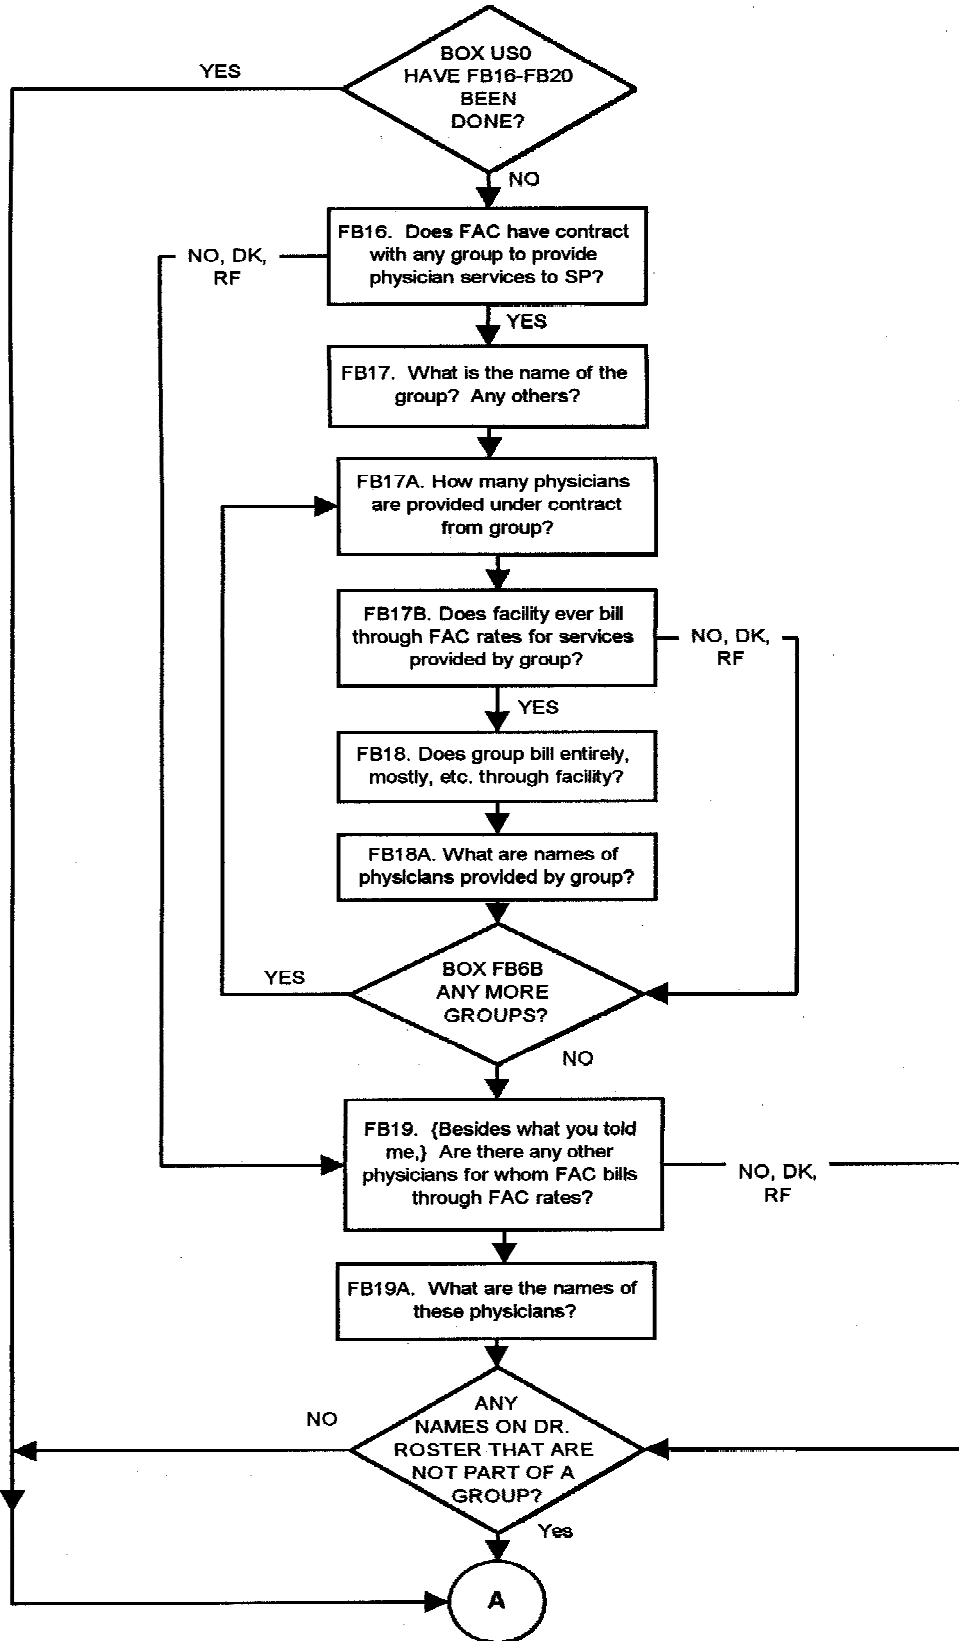 BOX US0
HAVE FB16-FB20
BEEN
DONE?
YES
NO
FB16. Does FAC have contract
with any group to provide
physician services to SP?
NO, DK,
RF
YES
FB17. What is the name of the
group? Any others?
FB17A. How many physicians
are provided under contract
from group?
FB17B. Does facility ever bill
through FAC rates for services
provided by group?
NO, DK,
RF
YES
FB18. Does group bill entirely,
mostly, etc. through facility?
FB18A. What are names of
physicians provided by group?
YES
BOX FB6B
ANY MORE
GROUPS?
NO
FB19. {Besides what you told
me,} Are there any other
physicians for whom FAC bills
through FAC rates?
NO, DK,
RF
FB19A. What are the names of
these physicians?
NO
ANY
NAMES ON DR.
ROSTER THAT ARE
NOT PART OF A
GROUP?
Yes
A